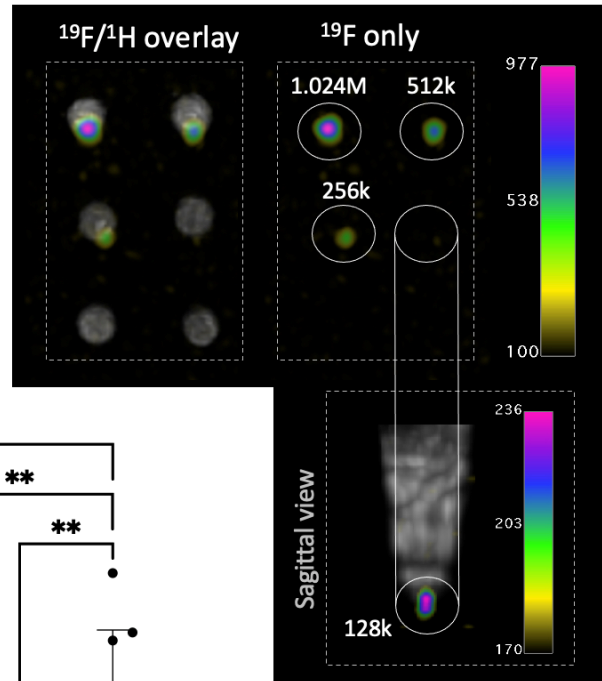 ¹⁹F/¹H overlay
¹⁹F only
1.024M
512k
256k
977
538
100
Sagittal view
128k
236
203
170
**
**